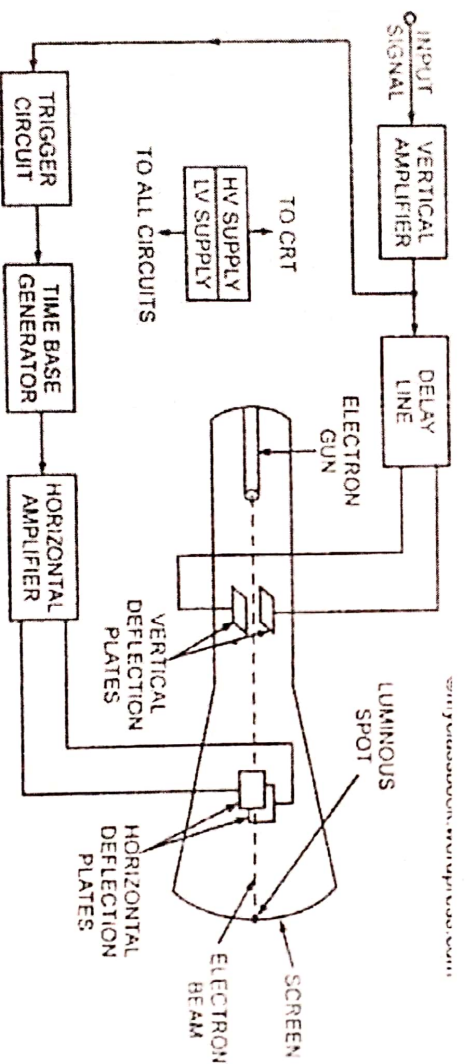 INPUT
SIGNAL
VERTICAL
AMPLIFIER
DELAY
LINE
ELECTRON
GUN
LUMINOUS
SPOT
SCREEN
ELECTRON
BEAM
VERTICAL
DEFLECTION
PLATES
HORIZONTAL
DEFLECTION
PLATES
TO CRT
HV SUPPLY
LV SUPPLY
TO ALL CIRCUITS
TRIGGER
CIRCUIT
TIME BASE
GENERATOR
HORIZONTAL
AMPLIFIER